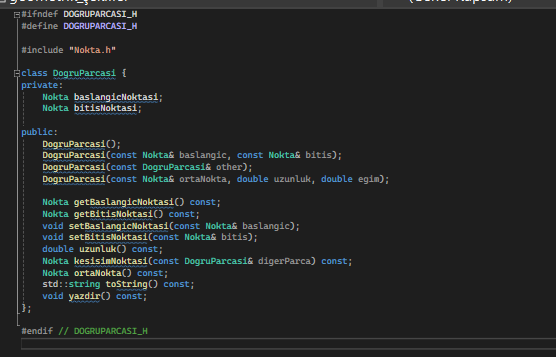 #ifndef DOGRUPARCASI_H
#define DOGRUPARCASI_H
#include "Nokta.h"
class DogruParcasi {
private:
Nokta baslangicNoktasi;
Nokta bitisNoktasi;
public:
DogruParcasi();
DogruParcasi(const Nokta& baslangic, const Nokta& bitis);
DogruParcasi(const DogruParcasi& other);
DogruParcasi(const Nokta& ortaNokta, double uzunluk, double egim);
Nokta getBaslangicNoktasi() const;
Nokta getBitisNoktasi() const;
void setBaslangicNoktasi(const Nokta& baslangic);
void setBitisNoktasi(const Nokta& bitis);
double uzunluk() const;
Nokta kesisimNoktasi(const DogruParcasi& digerParca) const;
Nokta ortaNokta() const;
std::string toString() const;
void yazdir() const;
};
#endif // DOGRUPARCASI_H